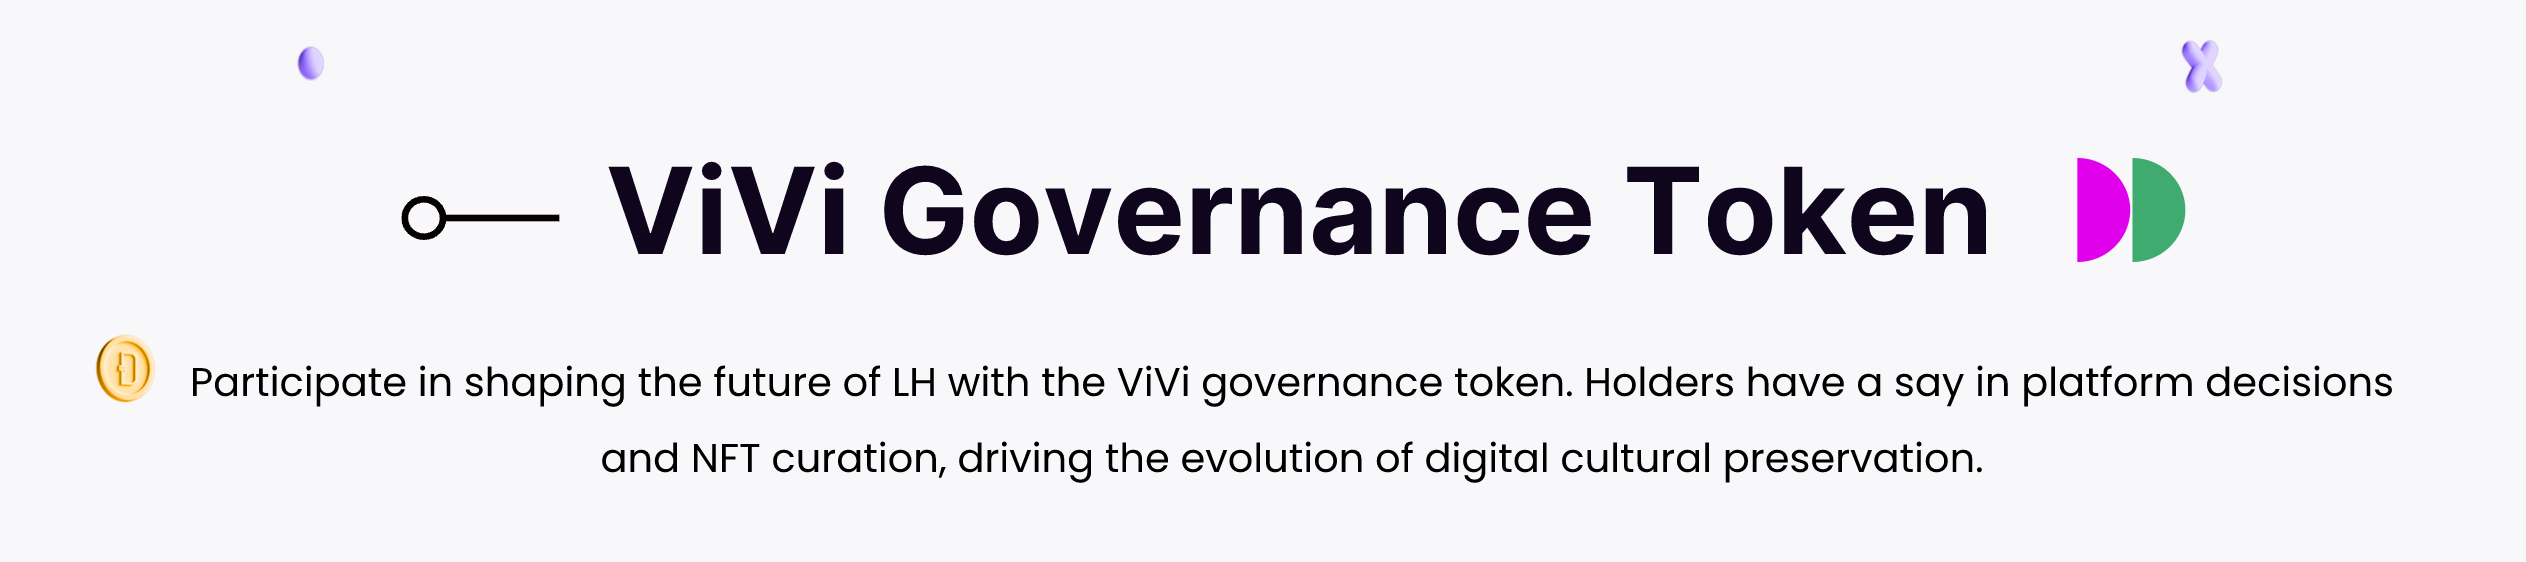 ViVi Governance Token
Participate in shaping the future of LH with the ViVi governance token. Holders have a say in platform decisions
and NFT curation, driving the evolution of digital cultural preservation.